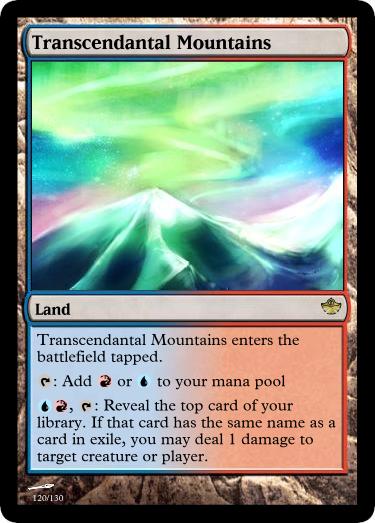 Transcendantal Mountains
Land
Transcendantal Mountains enters the
battlefield tapped.
: Add or to your mana pool
, : Reveal the top card of your
library. If that card has the same name as a
card in exile, you may deal 1 damage to
target creature or player.
120/130